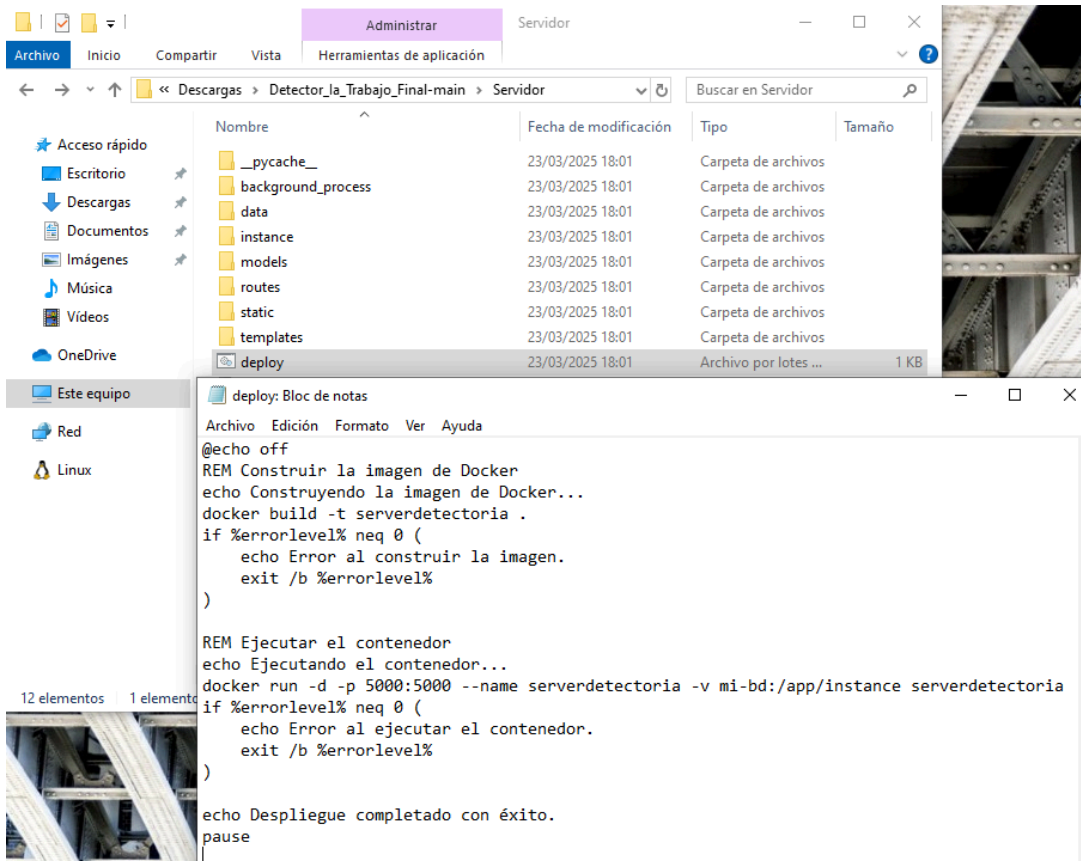 Administrar
Servidor
Archivo Inicio Compartir Vista Herramientas de aplicación
« Descargas > Detector_la_Trabajo_Final-main > Servidor
Buscar en Servidor
Acceso rápido
Escritorio
Descargas
Documentos
Imágenes
Música
Vídeos
OneDrive
Este equipo
Red
Linux
Nombre Fecha de modificación Tipo Tamaño
__pycache__ 23/03/2025 18:01 Carpeta de archivos
background_process 23/03/2025 18:01 Carpeta de archivos
data 23/03/2025 18:01 Carpeta de archivos
instance 23/03/2025 18:01 Carpeta de archivos
models 23/03/2025 18:01 Carpeta de archivos
routes 23/03/2025 18:01 Carpeta de archivos
static 23/03/2025 18:01 Carpeta de archivos
templates 23/03/2025 18:01 Carpeta de archivos
deploy 23/03/2025 18:01 Archivo por lotes ... 1 KB
12 elementos 1 elemento
deploy: Bloc de notas
Archivo Edición Formato Ver Ayuda
@echo off
REM Construir la imagen de Docker
echo Construyendo la imagen de Docker...
docker build -t serverdetectoria .
if %errorlevel% neq 0 (
    echo Error al construir la imagen.
    exit /b %errorlevel%
)

REM Ejecutar el contenedor
echo Ejecutando el contenedor...
docker run -d -p 5000:5000 --name serverdetectoria -v mi-bd:/app/instance serverdetectoria
if %errorlevel% neq 0 (
    echo Error al ejecutar el contenedor.
    exit /b %errorlevel%
)

echo Despliegue completado con éxito.
pause